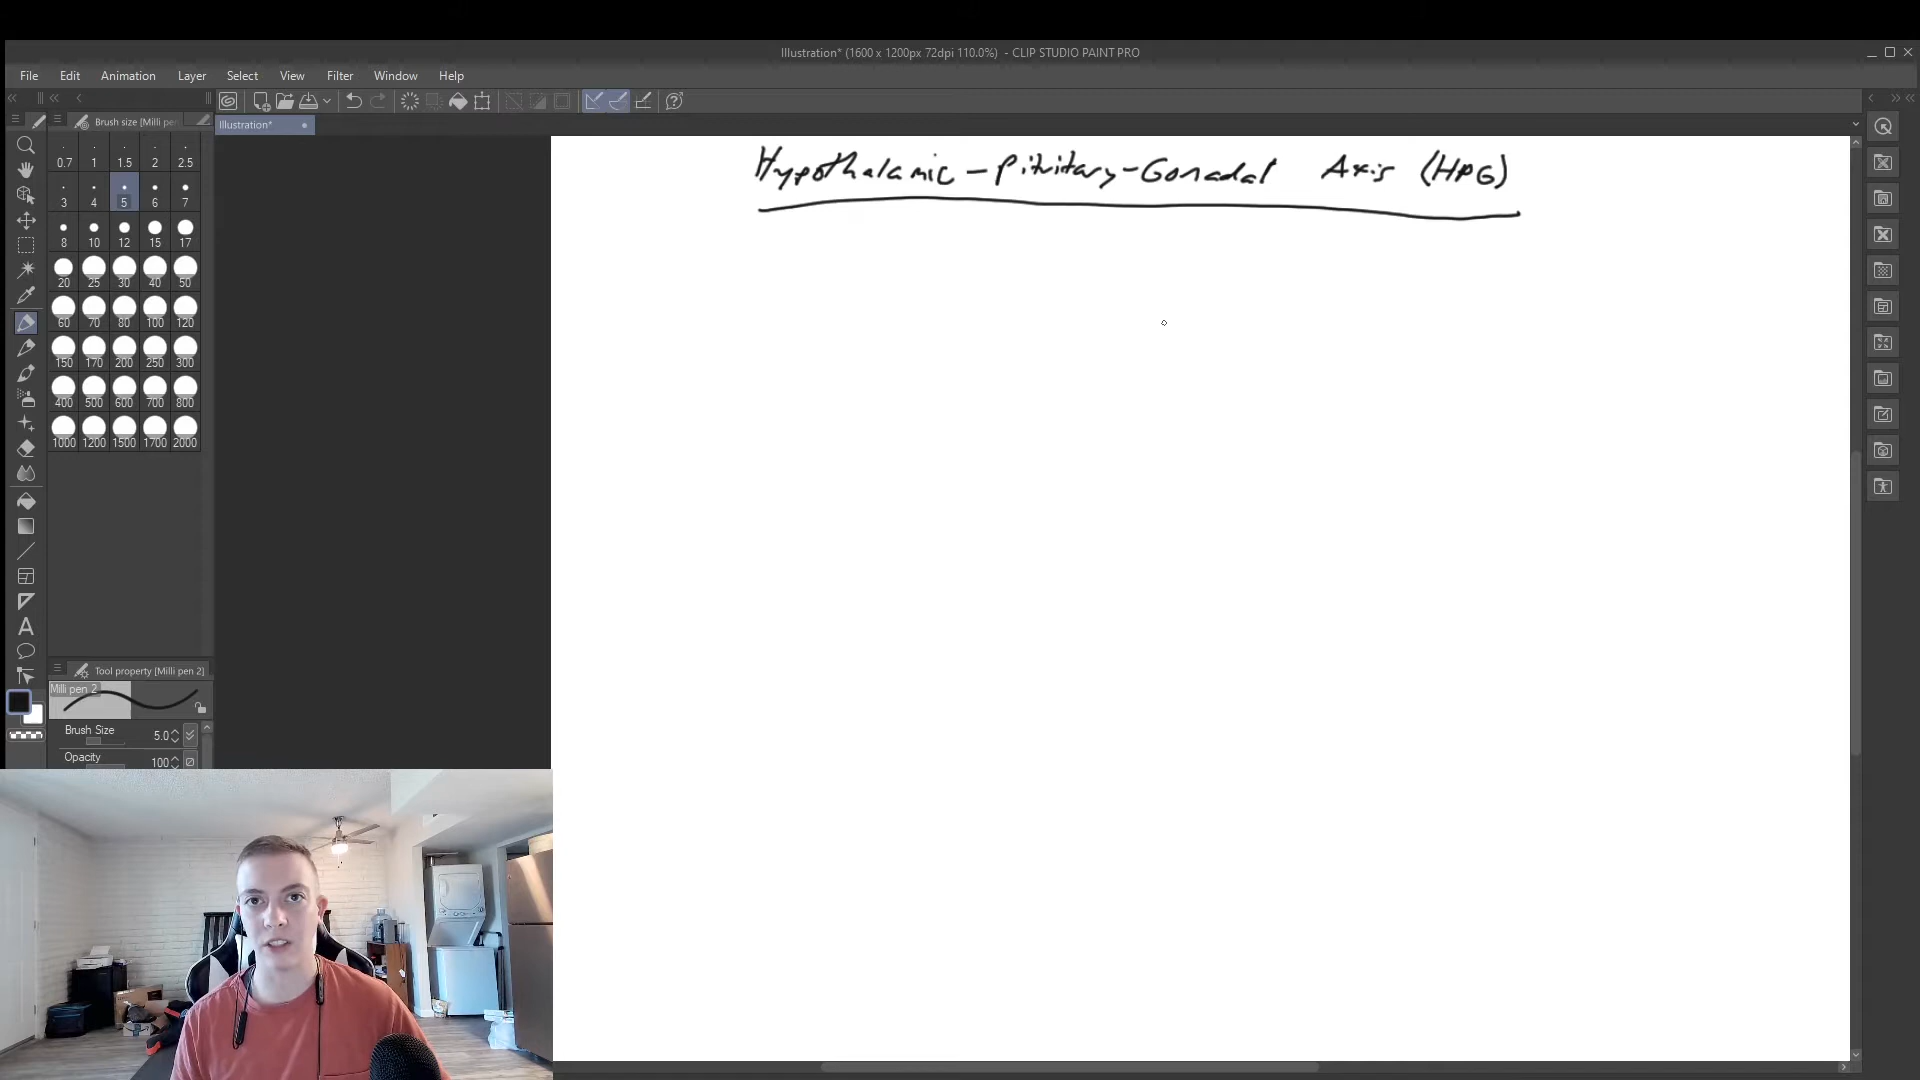 Illustration* (1600 x 1200px 72dpi 110.0%) - CLIP STUDIO PAINT PRO
File Edit Animation Layer Select View Filter Window Help
Brush size [Milli pen
Illustration*
0.7 1 1.5 2 2.5
3 4 5 6 7
8 10 12 15 17
20 25 30 40 50
60 70 80 100 120
150 170 200 250 300
400 500 600 700 800
1000 1200 1500 1700 2000
Hypothalamic - Pituitary - Gonadal Axis (HPG)
Tool property [Milli pen 2]
Milli pen 2
Brush Size 5.0
Opacity 100